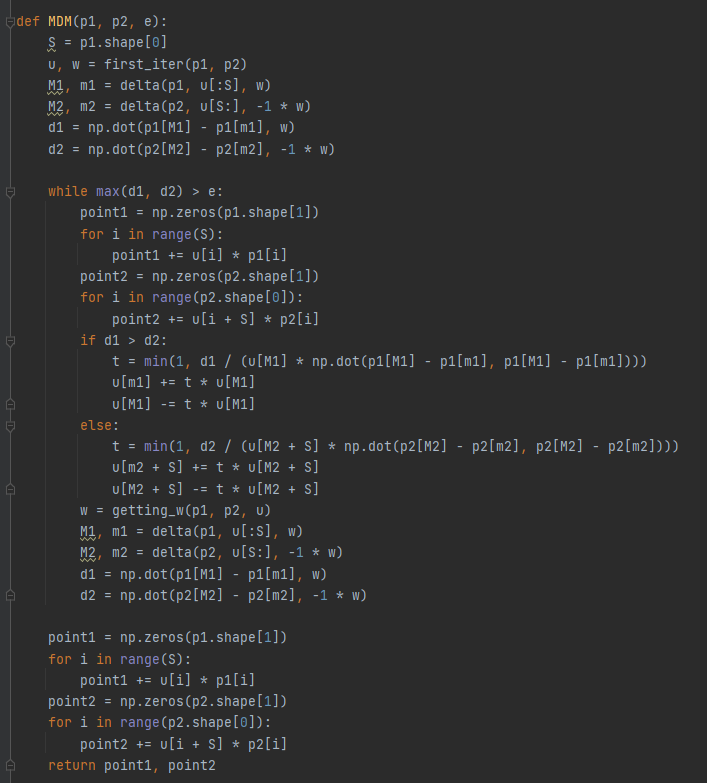 def MDM(p1, p2, e):
    S = p1.shape[0]
    u, w = first_iter(p1, p2)
    M1, m1 = delta(p1, u[:S], w)
    M2, m2 = delta(p2, u[S:], -1 * w)
    d1 = np.dot(p1[M1] - p1[m1], w)
    d2 = np.dot(p2[M2] - p2[m2], -1 * w)

    while max(d1, d2) > e:
        point1 = np.zeros(p1.shape[1])
        for i in range(S):
            point1 += u[i] * p1[i]
        point2 = np.zeros(p2.shape[1])
        for i in range(p2.shape[0]):
            point2 += u[i + S] * p2[i]
        if d1 > d2:
            t = min(1, d1 / (u[M1] * np.dot(p1[M1] - p1[m1], p1[M1] - p1[m1])))
            u[m1] += t * u[M1]
            u[M1] -= t * u[M1]
        else:
            t = min(1, d2 / (u[M2 + S] * np.dot(p2[M2] - p2[m2], p2[M2] - p2[m2])))
            u[m2 + S] += t * u[M2 + S]
            u[M2 + S] -= t * u[M2 + S]
        w = getting_w(p1, p2, u)
        M1, m1 = delta(p1, u[:S], w)
        M2, m2 = delta(p2, u[S:], -1 * w)
        d1 = np.dot(p1[M1] - p1[m1], w)
        d2 = np.dot(p2[M2] - p2[m2], -1 * w)

    point1 = np.zeros(p1.shape[1])
    for i in range(S):
        point1 += u[i] * p1[i]
    point2 = np.zeros(p2.shape[1])
    for i in range(p2.shape[0]):
        point2 += u[i + S] * p2[i]
    return point1, point2